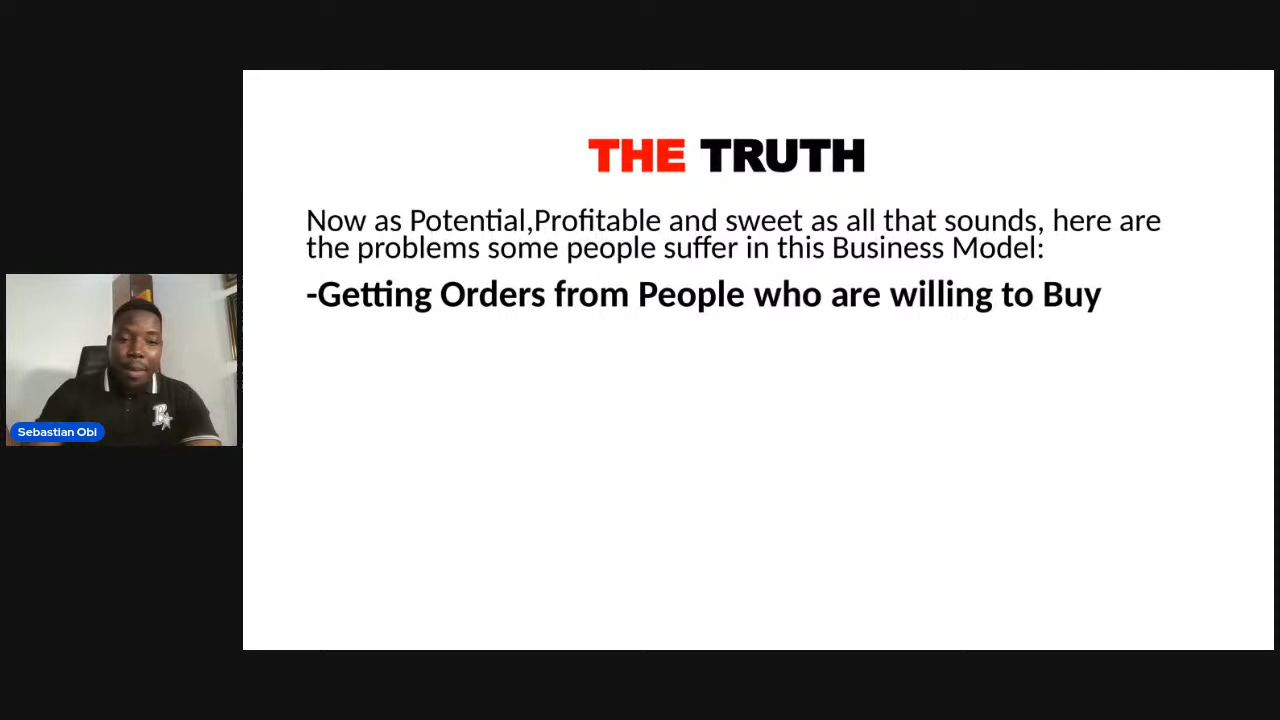 THE TRUTH
Now as Potential,Profitable and sweet as all that sounds, here are
the problems some people suffer in this Business Model:
-Getting Orders from People who are willing to Buy
Sebastian Obi